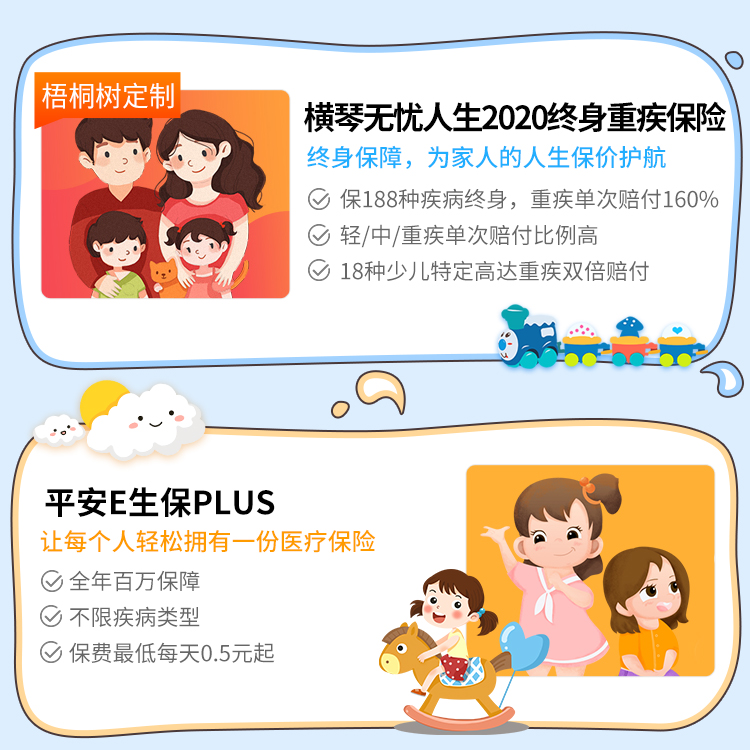 梧桐树定制
横琴无忧人生2020终身重疾保险
终身保障，为家人的人生保价护航
保188种疾病终身，重疾单次赔付160%
轻/中/重疾单次赔付比例高
18种少儿特定高达重疾双倍赔付
平安E生保PLUS
让每个人轻松拥有一份医疗保险
全年百万保障
不限疾病类型
保费最低每天0.5元起